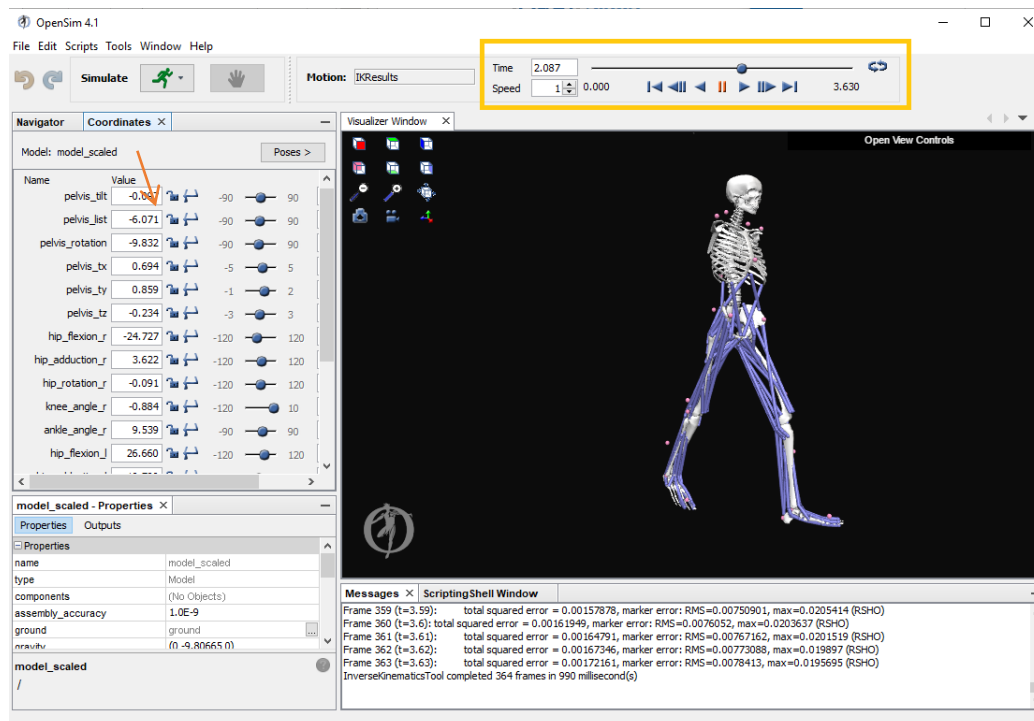 OpenSim 4.1
File Edit Scripts Tools Window Help
Simulate
Motion: IKResults
Time 2.087
Speed 1 0.000 3.630
Navigator Coordinates
Visualizer Window
Model: model_scaled Poses >
Open View Controls
Name Value
pelvis_tilt -90 90
pelvis_list -6.071 -90 90
pelvis_rotation -9.832 -90 90
pelvis_tx 0.694 -5 5
pelvis_ty 0.859 -1 2
pelvis_tz -0.234 -3 3
hip_flexion_r -24.727 -120 120
hip_adduction_r 3.622 -120 120
hip_rotation_r -0.091 -120 120
knee_angle_r -0.884 -120 10
ankle_angle_r 9.539 -90 90
hip_flexion_l 26.660 -120 120
model_scaled - Properties
Properties Outputs
Properties
name model_scaled
type Model
components (No Objects)
assembly_accuracy 1.0E-9
ground ground ...
gravity (0 -9.80665 0)
model_scaled
/
Messages ScriptingShell Window
Frame 359 (t=3.59): total squared error = 0.00157878, marker error: RMS=0.00750901, max=0.0205414 (RSHO)
Frame 360 (t=3.6): total squared error = 0.00161949, marker error: RMS=0.0076052, max=0.0203637 (RSHO)
Frame 361 (t=3.61): total squared error = 0.00164791, marker error: RMS=0.00767162, max=0.0201519 (RSHO)
Frame 362 (t=3.62): total squared error = 0.00167346, marker error: RMS=0.00773088, max=0.019897 (RSHO)
Frame 363 (t=3.63): total squared error = 0.00172161, marker error: RMS=0.0078413, max=0.0195695 (RSHO)
InverseKinematicsTool completed 364 frames in 990 millisecond(s)